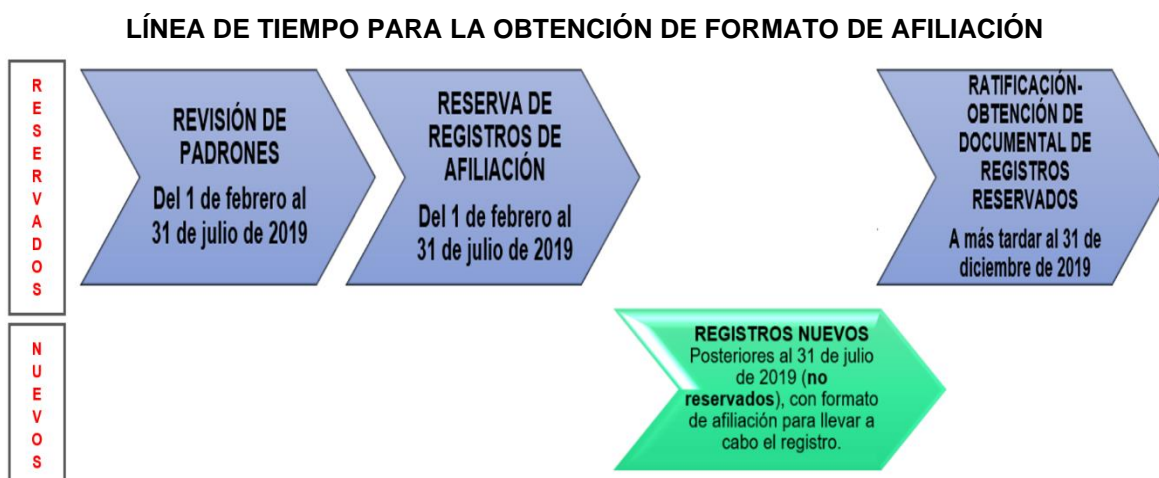 LÍNEA DE TIEMPO PARA LA OBTENCIÓN DE FORMATO DE AFILIACIÓN
RESERVADOS
REVISIÓN DE
PADRONES
Del 1 de febrero al
31 de julio de 2019
RESERVA DE
REGISTROS DE
AFILIACIÓN
Del 1 de febrero al
31 de julio de 2019
RATIFICACIÓN-
OBTENCIÓN DE
DOCUMENTAL DE
REGISTROS
RESERVADOS
A más tardar al 31 de
diciembre de 2019
NUEVOS
REGISTROS NUEVOS
Posteriores al 31 de julio
de 2019 (no
reservados), con formato
de afiliación para llevar a
cabo el registro.